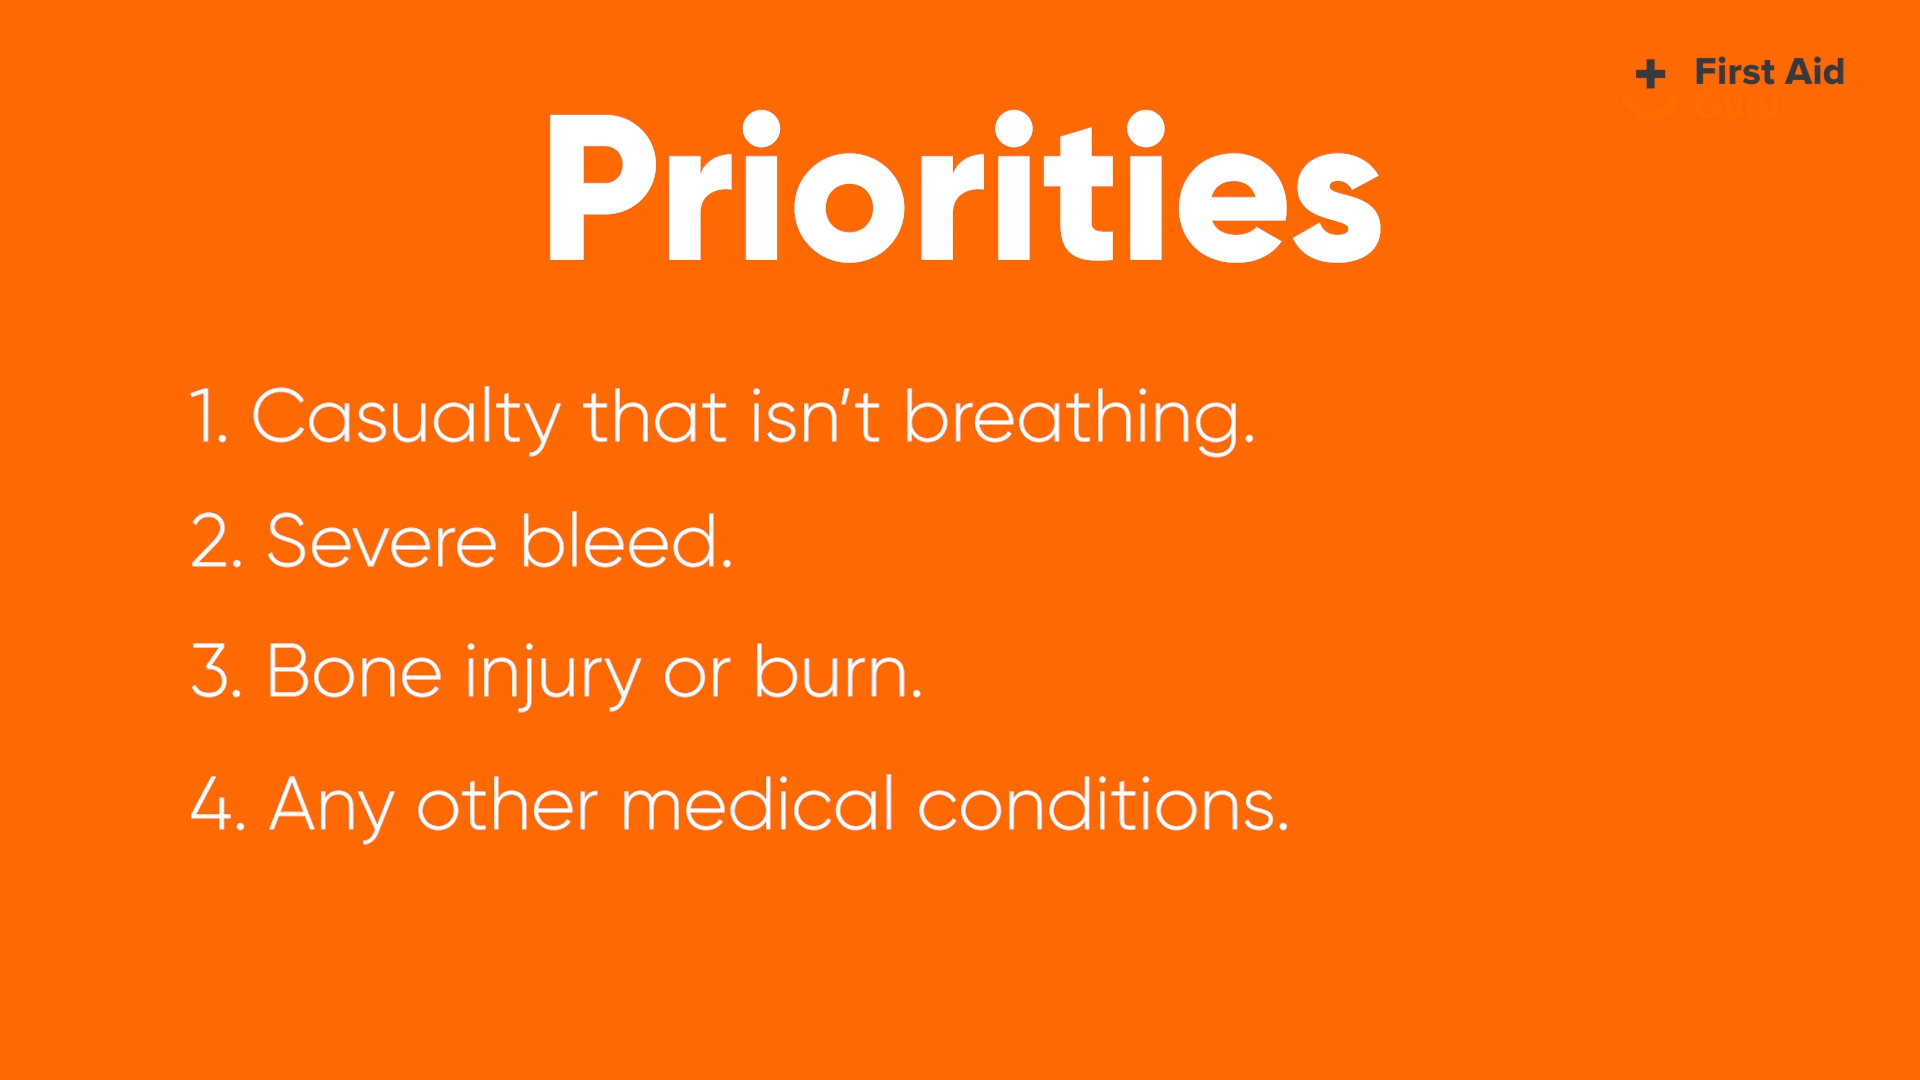 First Aid
Guru
Priorities
1. Casualty that isn’t breathing.
2. Severe bleed.
3. Bone injury or burn.
4. Any other medical conditions.